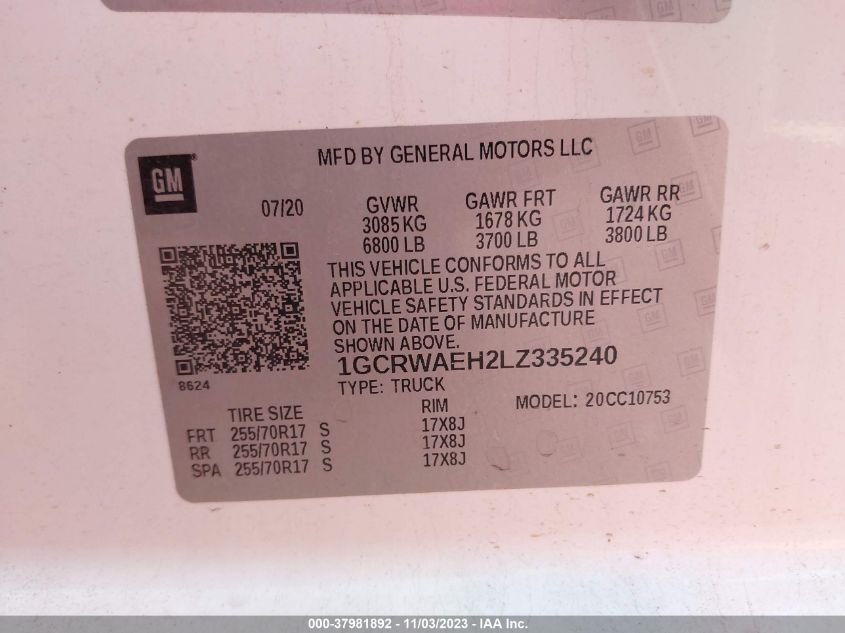 GM
MFD BY GENERAL MOTORS LLC
07/20
GVWR GAWR FRT GAWR RR
3085 KG 1678 KG 1724 KG
6800 LB 3700 LB 3800 LB
THIS VEHICLE CONFORMS TO ALL
APPLICABLE U.S. FEDERAL MOTOR
VEHICLE SAFETY STANDARDS IN EFFECT
ON THE DATE OF MANUFACTURE
SHOWN ABOVE.
1GCRWAEH2LZ335240
8624
TYPE: TRUCK
MODEL: 20CC10753
TIRE SIZE RIM
FRT 255/70R17 S 17X8J
RR 255/70R17 S 17X8J
SPA 255/70R17 S 17X8J
000-37981892 - 11/03/2023 - IAA Inc.